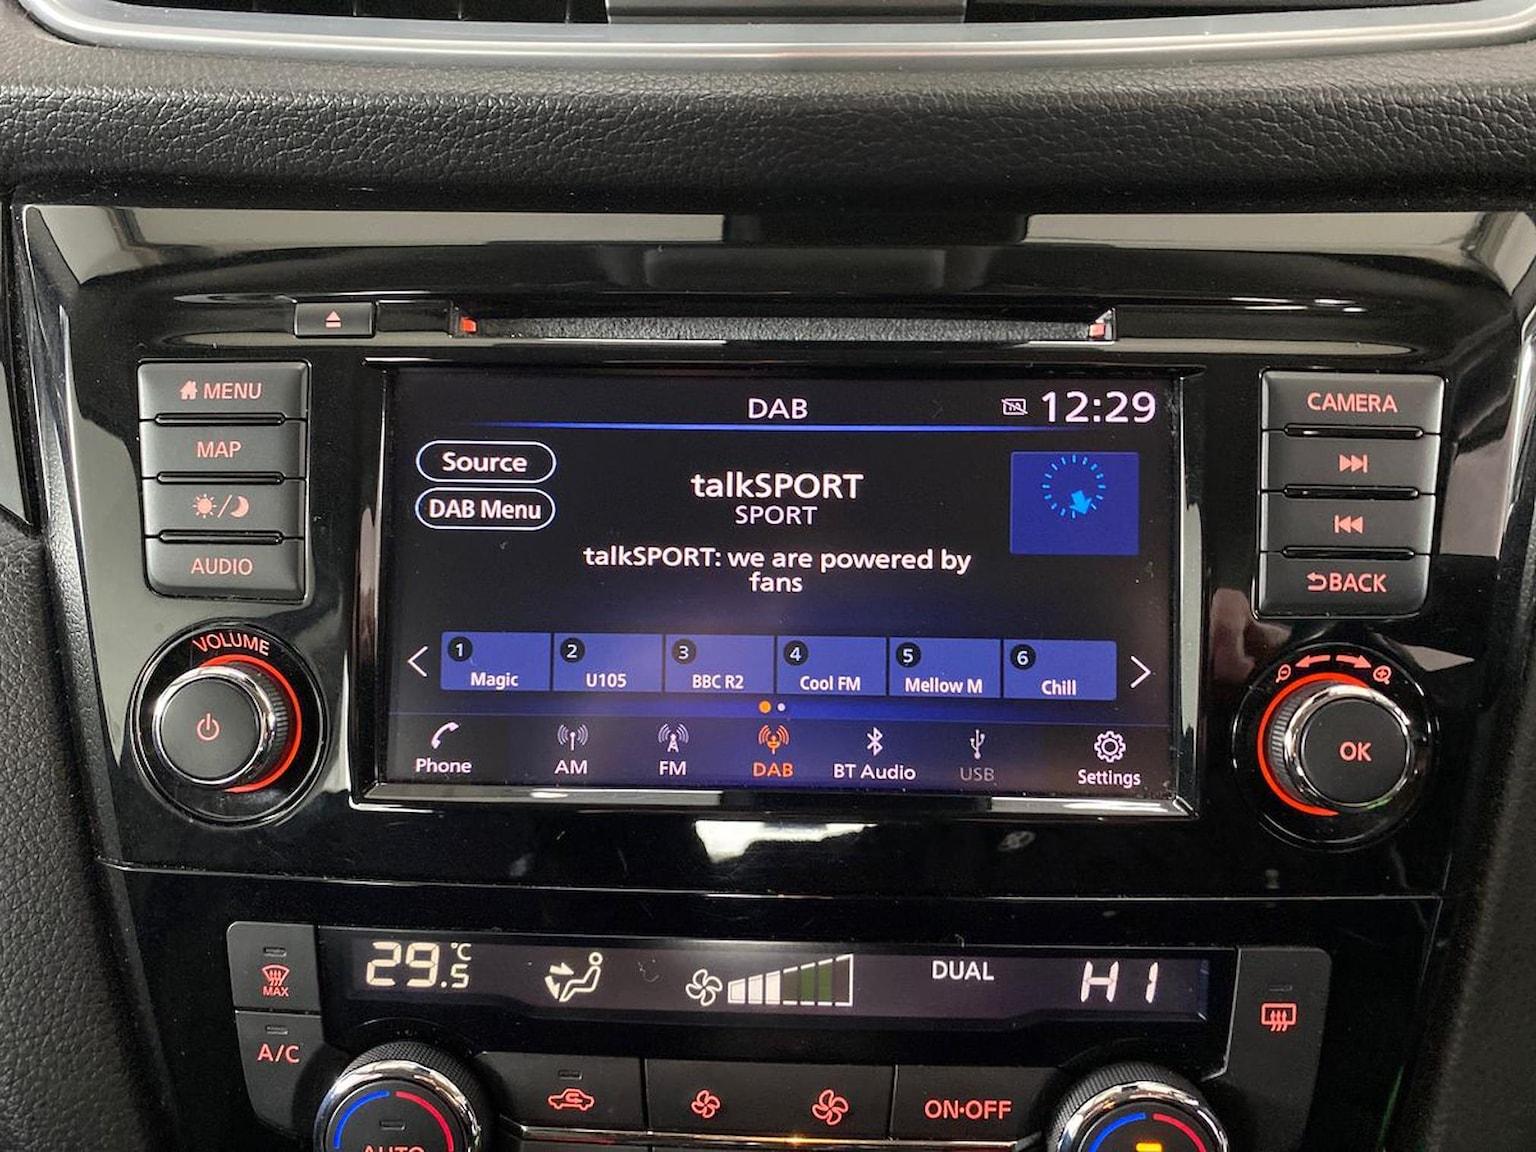 MENU
MAP
AUDIO
VOLUME
DAB
TA
12:29
Source
DAB Menu
talkSPORT
SPORT
talkSPORT: we are powered by
fans
1 Magic
2 U105
3 BBC R2
4 Cool FM
5 Mellow M
6 Chill
Phone
AM
FM
DAB
BT Audio
USB
Settings
CAMERA
BACK
OK
MAX
29.5 °C
DUAL
HI
A/C
ON•OFF
AUTO